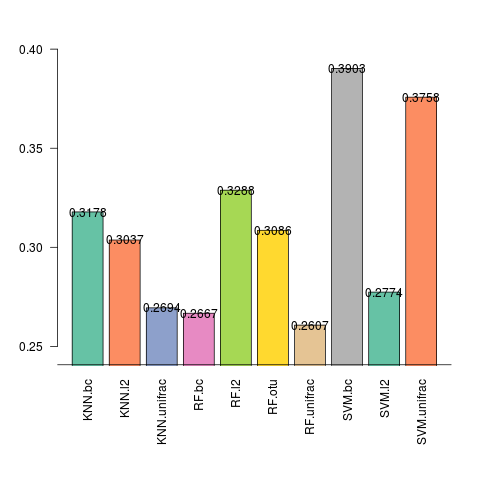 0.40
0.35
0.30
0.25
0.3178
0.3037
0.2694
0.2667
0.3288
0.3086
0.2607
0.3903
0.2774
0.3758
KNN.bc
KNN.l2
KNN.unifrac
RF.bc
RF.l2
RF.otu
RF.unifrac
SVM.bc
SVM.l2
SVM.unifrac